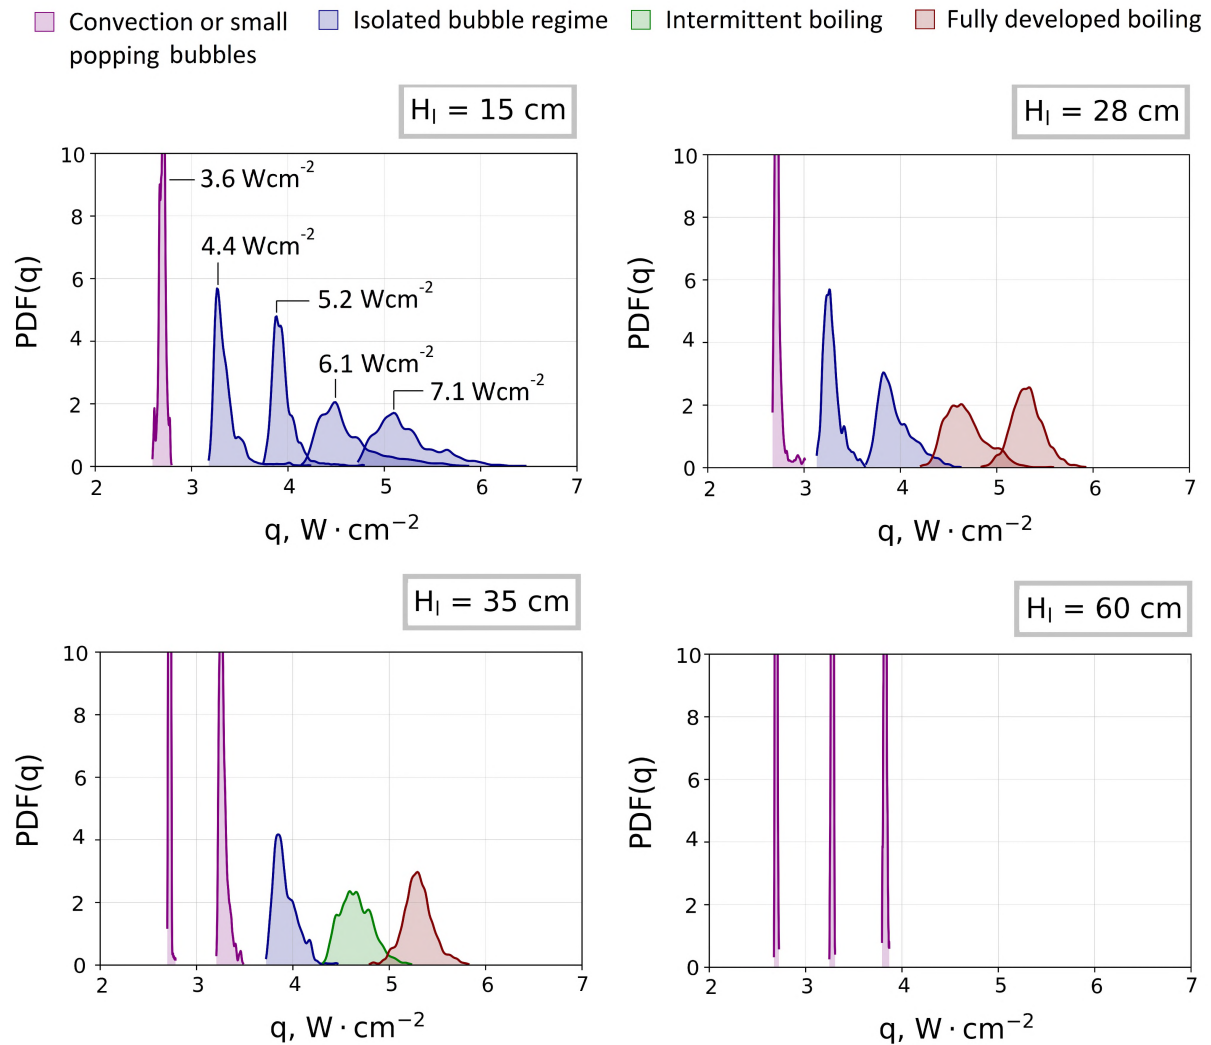 Convection or small popping bubbles
Isolated bubble regime
Intermittent boiling
Fully developed boiling
H_l = 15 cm
10
8
6
4
2
0
PDF(q)
3.6 Wcm^-2
4.4 Wcm^-2
5.2 Wcm^-2
6.1 Wcm^-2
7.1 Wcm^-2
2 3 4 5 6 7
q, W · cm^−2
H_l = 28 cm
10
8
6
4
2
0
PDF(q)
2 3 4 5 6 7
q, W · cm^−2
H_l = 35 cm
10
8
6
4
2
0
PDF(q)
2 3 4 5 6 7
q, W · cm^−2
H_l = 60 cm
10
8
6
4
2
0
PDF(q)
2 3 4 5 6 7
q, W · cm^−2